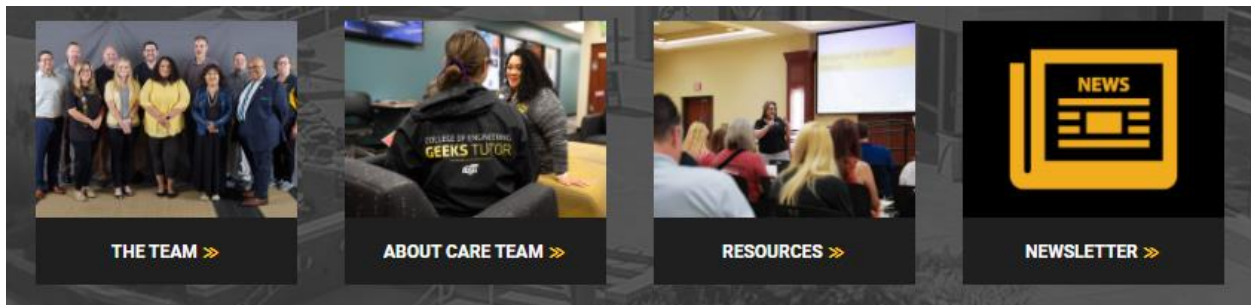 COLLEGE OF ENGINEERING
GEEKS TUTOR
NEWS
THE TEAM »
ABOUT CARE TEAM »
RESOURCES »
NEWSLETTER »